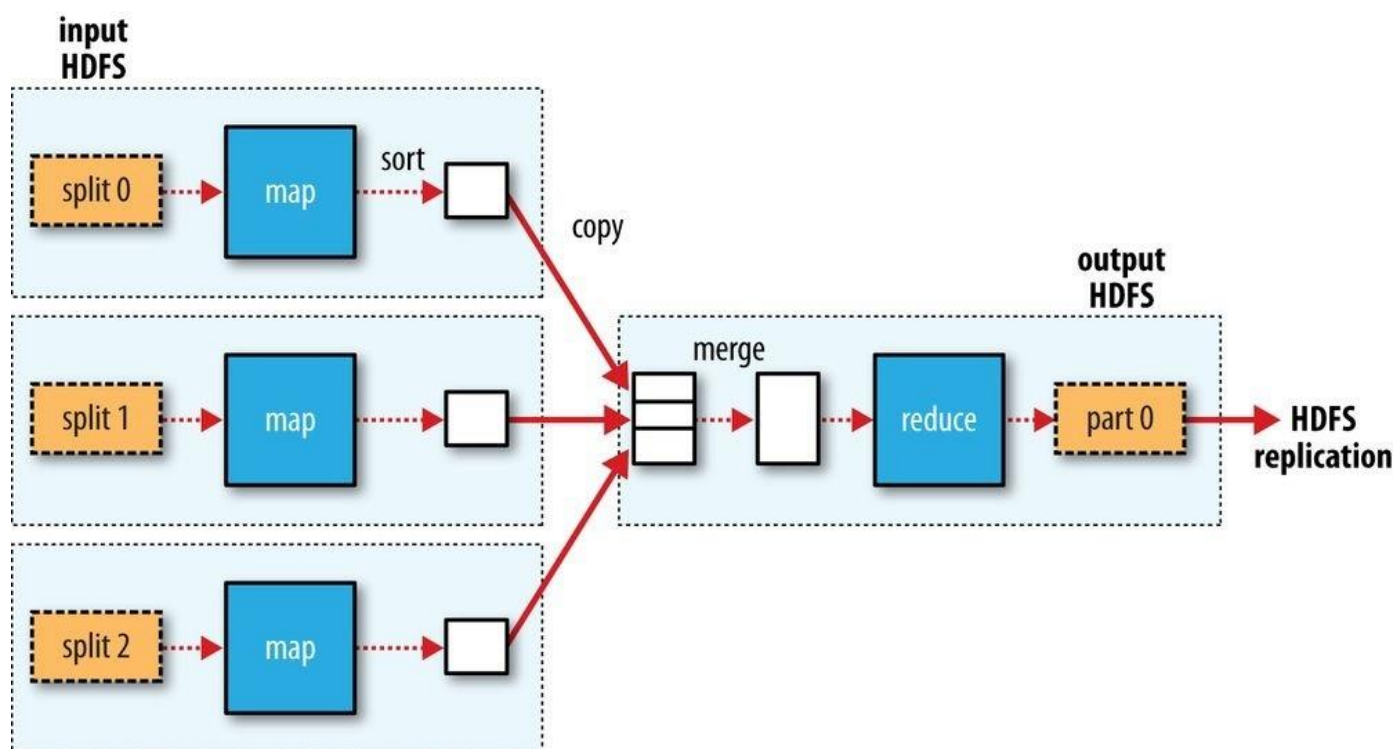 input
HDFS
split 0
map
sort
copy
split 1
map
split 2
map
merge
reduce
output
HDFS
part 0
HDFS
replication